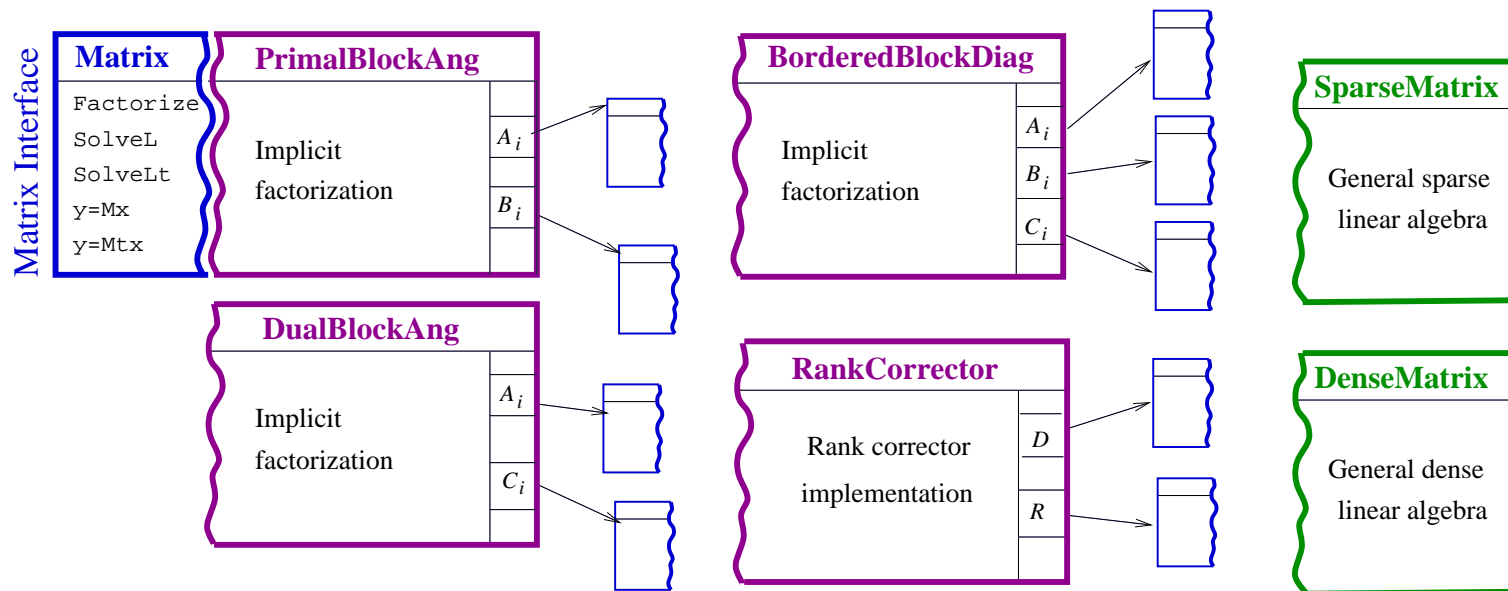 Matrix Interface
Matrix
Factorize
SolveL
SolveLt
y=Mx
y=Mtx
PrimalBlockAng
Implicit
factorization
A i
B i
BorderedBlockDiag
Implicit
factorization
A i
B i
C i
SparseMatrix
General sparse
linear algebra
DualBlockAng
Implicit
factorization
A i
C i
RankCorrector
Rank corrector
implementation
D
R
DenseMatrix
General dense
linear algebra